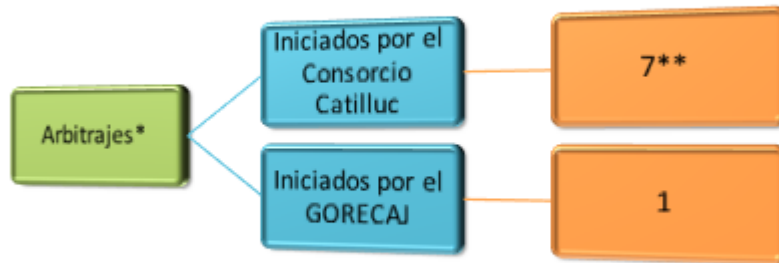 Arbitrajes*
Iniciados por el
Consorcio
Catilluc
7**
Iniciados por el
GORECAJ
1